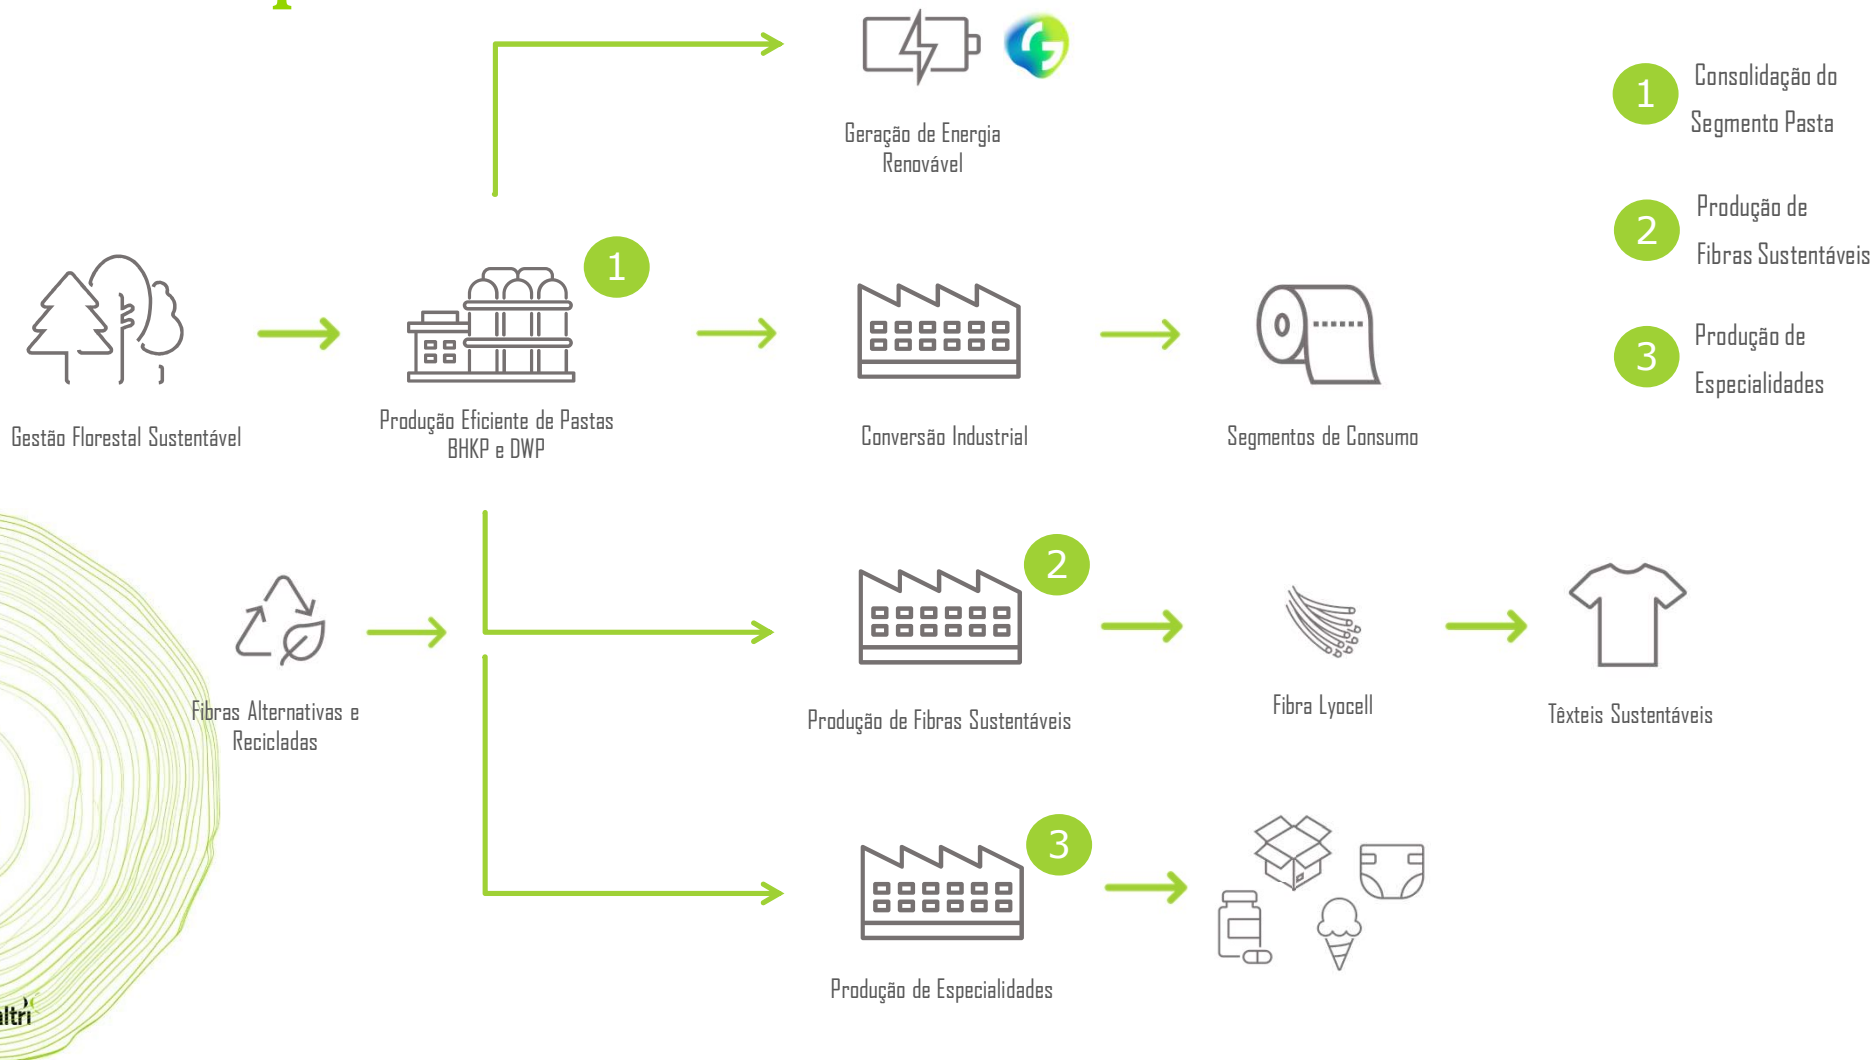 Geração de Energia
Renovável
1
Consolidação do
Segmento Pasta
2
Produção de
Fibras Sustentáveis
3
Produção de
Especialidades
1
Gestão Florestal Sustentável
Produção Eficiente de Pastas
BHKP e DWP
Conversão Industrial
Segmentos de Consumo
2
Fibras Alternativas e
Recicladas
Produção de Fibras Sustentáveis
Fibra Lyocell
Têxteis Sustentáveis
3
Produção de Especialidades
altri